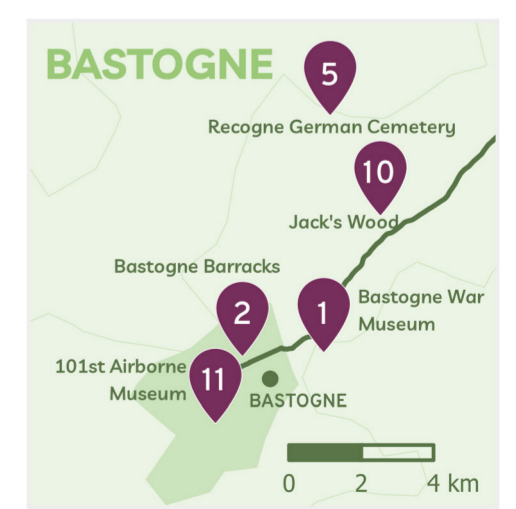 BASTOGNE
5
Recogne German Cemetery
10
Jack's Wood
Bastogne Barracks
2
1
Bastogne War
Museum
101st Airborne
Museum
11
BASTOGNE
0 2 4 km